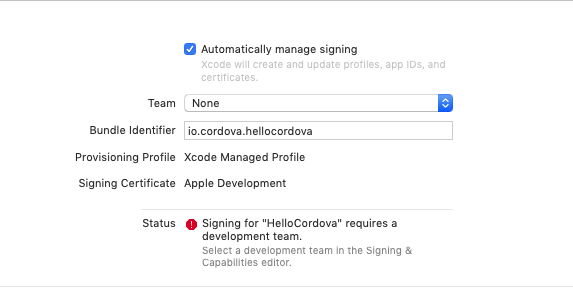 Automatically manage signing
Xcode will create and update profiles, app IDs, and
certificates.
Team None
Bundle Identifier io.cordova.hellocordova
Provisioning Profile Xcode Managed Profile
Signing Certificate Apple Development
Status Signing for "HelloCordova" requires a
development team.
Select a development team in the Signing &
Capabilities editor.